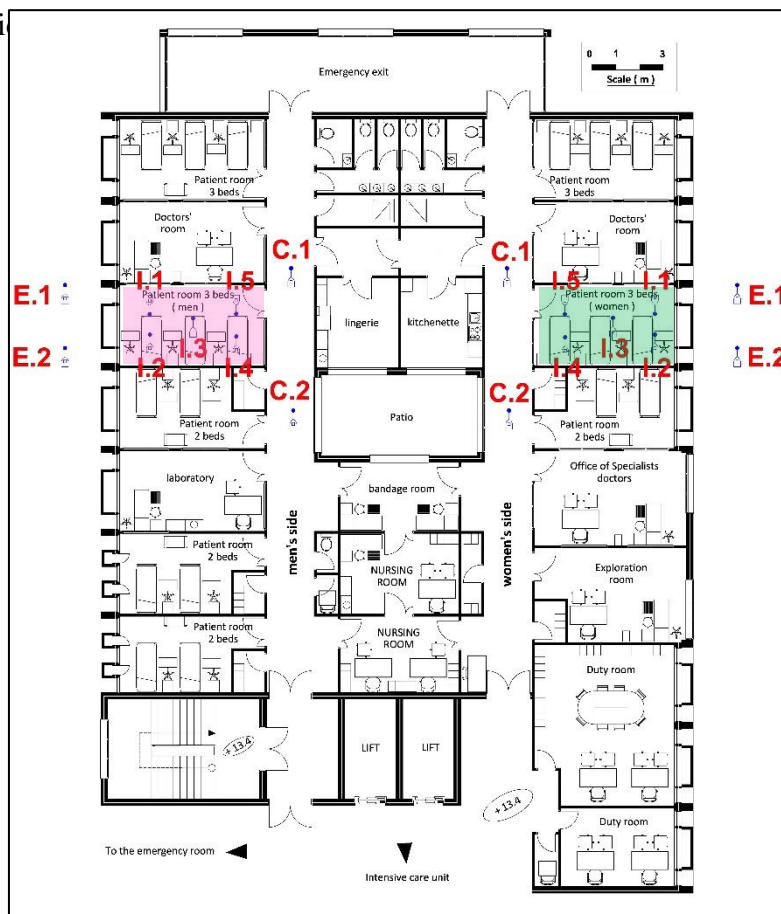 0 1 3
Scale ( m )
Emergency exit
Patient room
3 beds
Patient room
3 beds
Doctors'
room
Doctors'
room
C.1
C.1
E.1
I.1
I.5
I.5
I.1
E.1
Patient room 3 beds
( men )
lingerie
kitchenette
Patient room 3 beds
( women )
I.3
I.3
E.2
I.2
I.4
I.4
I.2
E.2
C.2
C.2
Patient room
2 beds
Patio
Patient room
2 beds
laboratory
bandage room
Office of Specialists
doctors
men's side
women's side
Patient room
2 beds
NURSING
ROOM
Exploration
room
Patient room
2 beds
NURSING
ROOM
Duty room
+13.4
LIFT
LIFT
+13.4
Duty room
To the emergency room
Intensive care unit